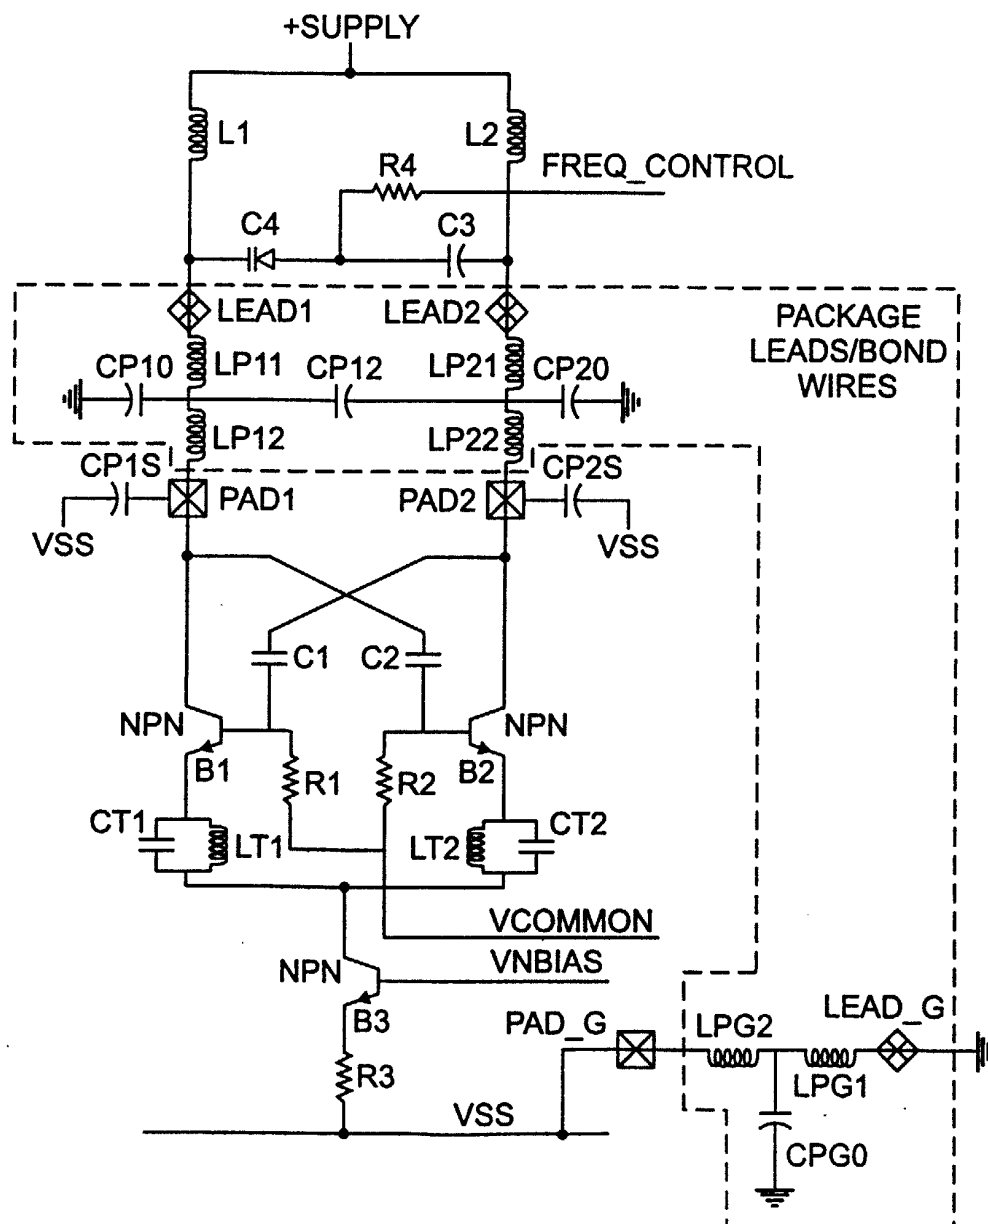 +SUPPLY
L1
L2
R4
FREQ_CONTROL
C4
C3
LEAD1
LEAD2
PACKAGE
LEADS/BOND
WIRES
CP10
LP11
CP12
LP21
CP20
LP12
LP22
CP1S
PAD1
PAD2
CP2S
VSS
VSS
C1
C2
NPN
NPN
B1
R1
R2
B2
CT1
LT1
LT2
CT2
VCOMMON
NPN
VNBIAS
B3
PAD_G
LPG2
LEAD_G
R3
LPG1
VSS
CPG0